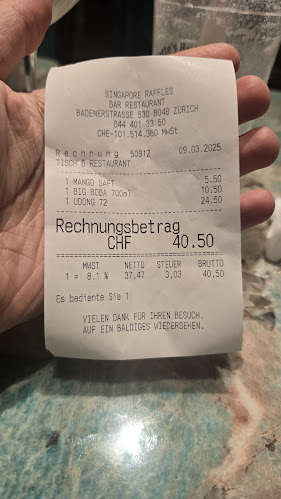 SINGAPORE RAFFLES
BAR RESTAURANT
BADENERSTRASSE 530 8048 ZÜRICH
044 401 33 50
CHE-101.514.360 MwSt
Rechnung 50912 09.03.2025
TISCH 5 RESTAURANT
1 MANGO SAFT 5.50
1 BIG BOBA 700ml 10.50
1 UDONG 72 24.50
Rechnungsbetrag
CHF 40.50
MWST NETTO STEUER BRUTTO
1 = 8.1 % 37,47 3,03 40,50
Es bediente Sie 1
VIELEN DANK FÜR IHREN BESUCH.
AUF EIN BALDIGES WIEDERSEHEN.